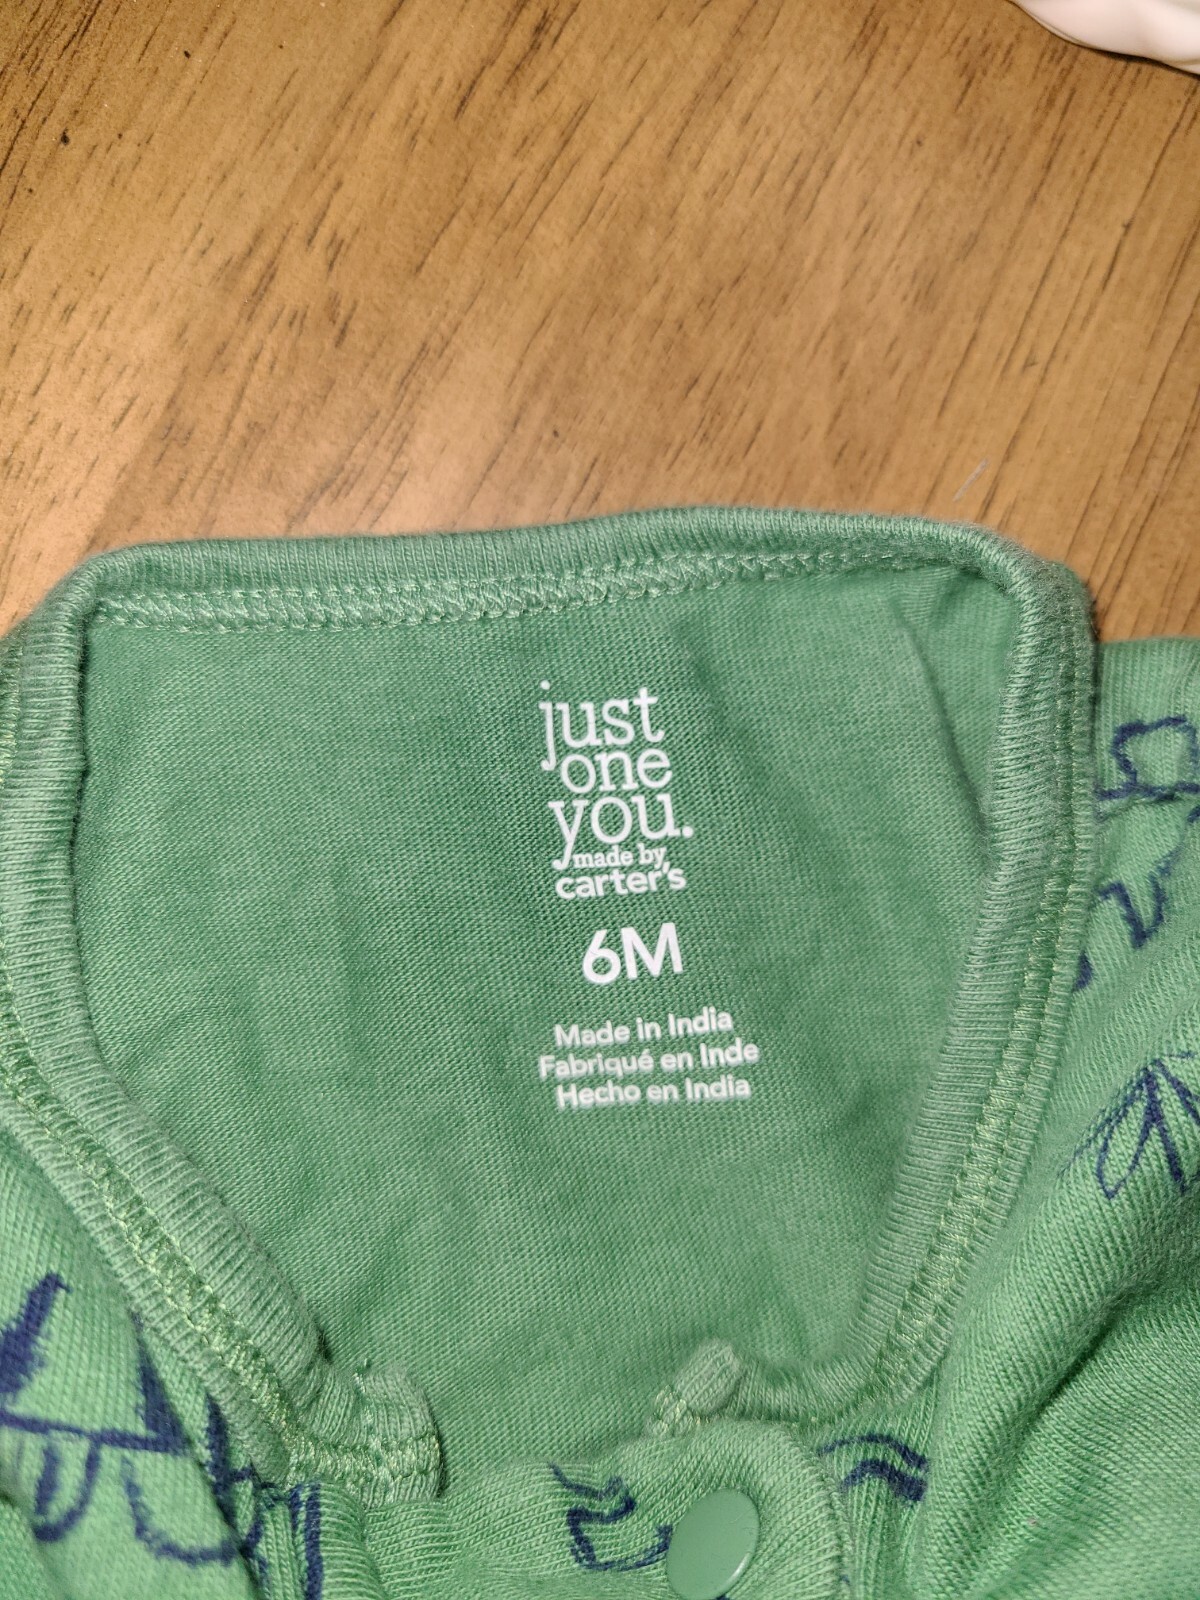 just
one
you.
made by
carter's
6M
Made in India
Fabriqué en Inde
Hecho en India